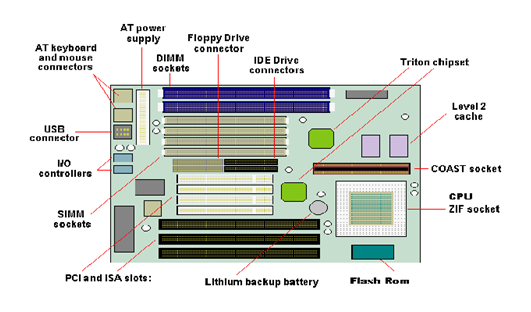 AT power
supply
Floppy Drive
connector
AT keyboard
and mouse
connectors
DIMM
sockets
IDE Drive
connectors
Triton chipset
Level 2
cache
USB
connector
I/O
controllers
COAST socket
CPU
ZIF socket
SIMM
sockets
PCI and ISA slots:
Lithium backup battery
Flash Rom